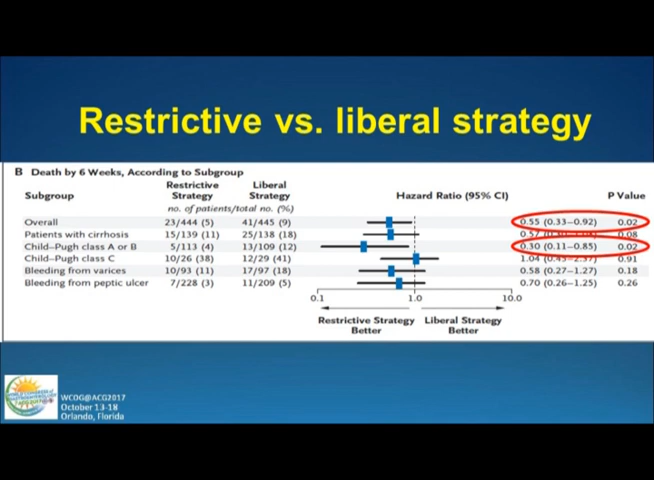 Restrictive vs. liberal strategy
B Death by 6 Weeks, According to Subgroup
Subgroup Restrictive Strategy Liberal Strategy Hazard Ratio (95% CI) P Value
no. of patients/total no. (%)
Overall 23/444 (5) 41/445 (9) 0.55 (0.33–0.92) 0.02
Patients with cirrhosis 15/139 (11) 25/138 (18) 0.57 0.08
Child–Pugh class A or B 5/113 (4) 13/109 (12) 0.30 (0.11–0.85) 0.02
Child–Pugh class C 10/26 (38) 12/29 (41) 1.04 (0.45–2.37) 0.91
Bleeding from varices 10/93 (11) 17/97 (18) 0.58 (0.27–1.27) 0.18
Bleeding from peptic ulcer 7/228 (3) 11/209 (5) 0.70 (0.26–1.25) 0.26
0.1 1.0 10.0
Restrictive Strategy Better Liberal Strategy Better
WCOG@ACG2017
October 13-18
Orlando, Florida